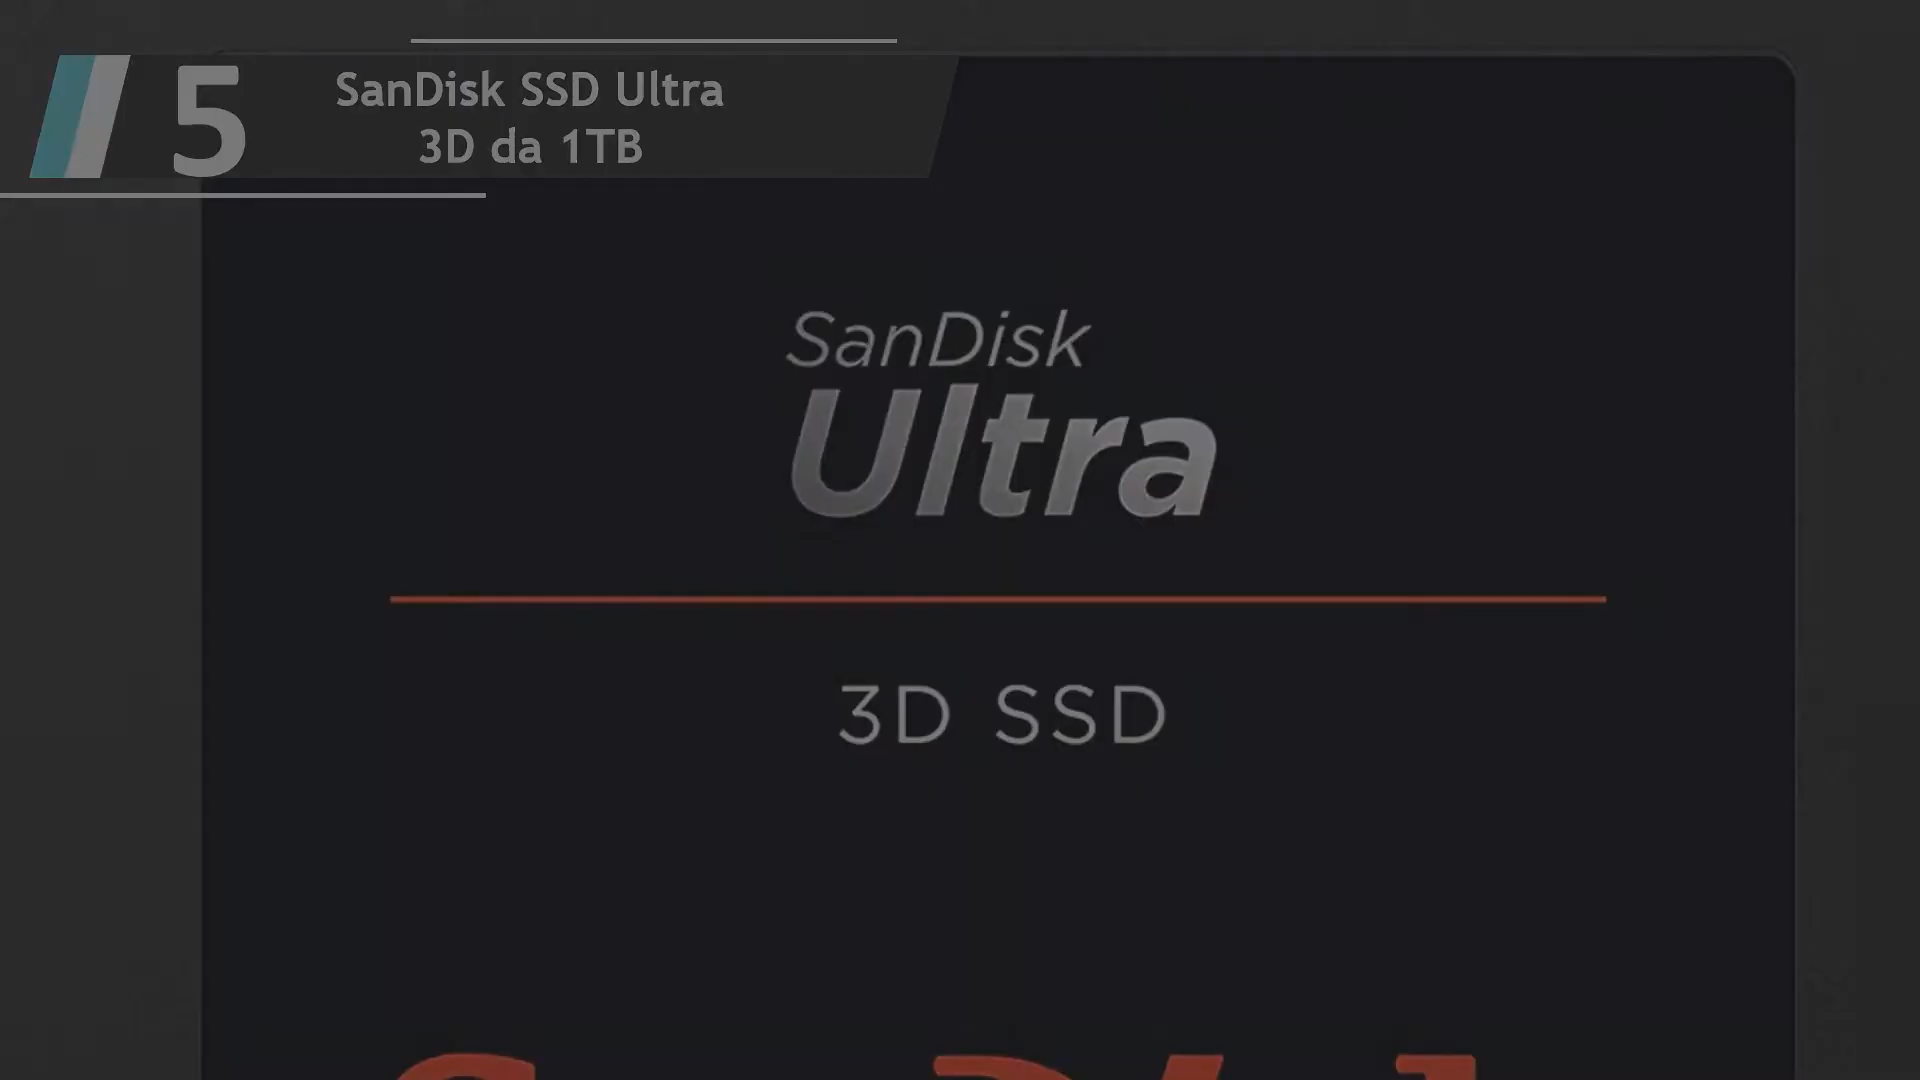 5
SanDisk SSD Ultra
3D da 1TB
SanDisk
Ultra
3D SSD